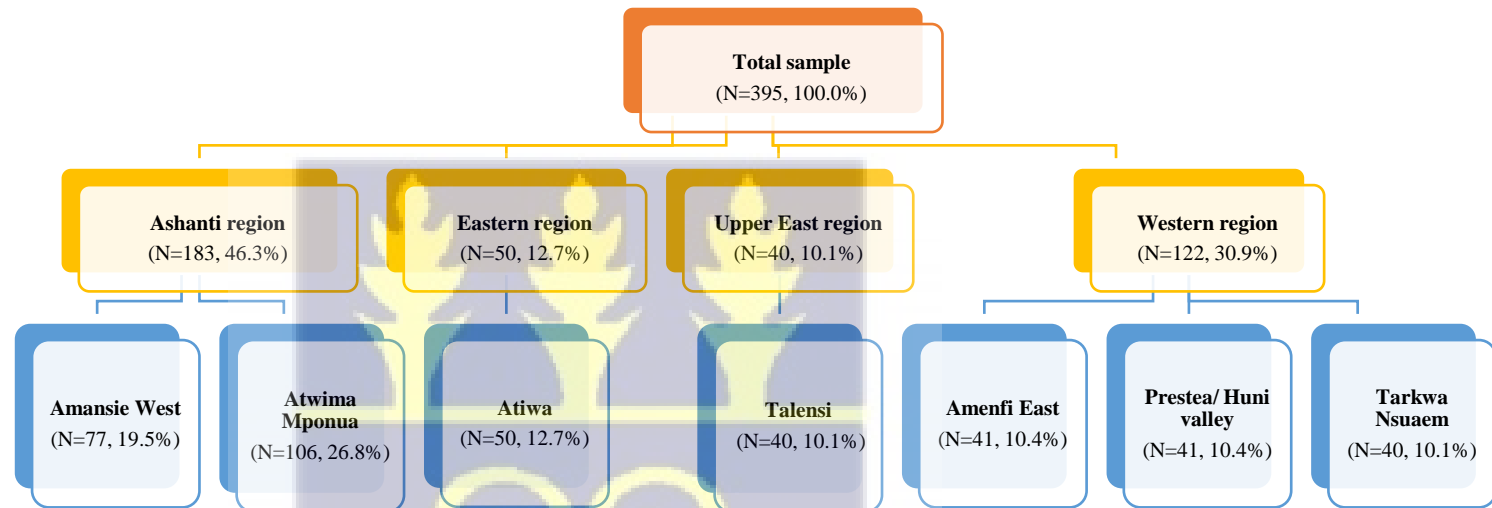 Total sample
(N=395, 100.0%)
Ashanti region
(N=183, 46.3%)
Eastern region
(N=50, 12.7%)
Upper East region
(N=40, 10.1%)
Western region
(N=122, 30.9%)
Amansie West
(N=77, 19.5%)
Atwima
Mponua
(N=106, 26.8%)
Atiwa
(N=50, 12.7%)
Talensi
(N=40, 10.1%)
Amenfi East
(N=41, 10.4%)
Prestea/ Huni
valley
(N=41, 10.4%)
Tarkwa
Nsuaem
(N=40, 10.1%)